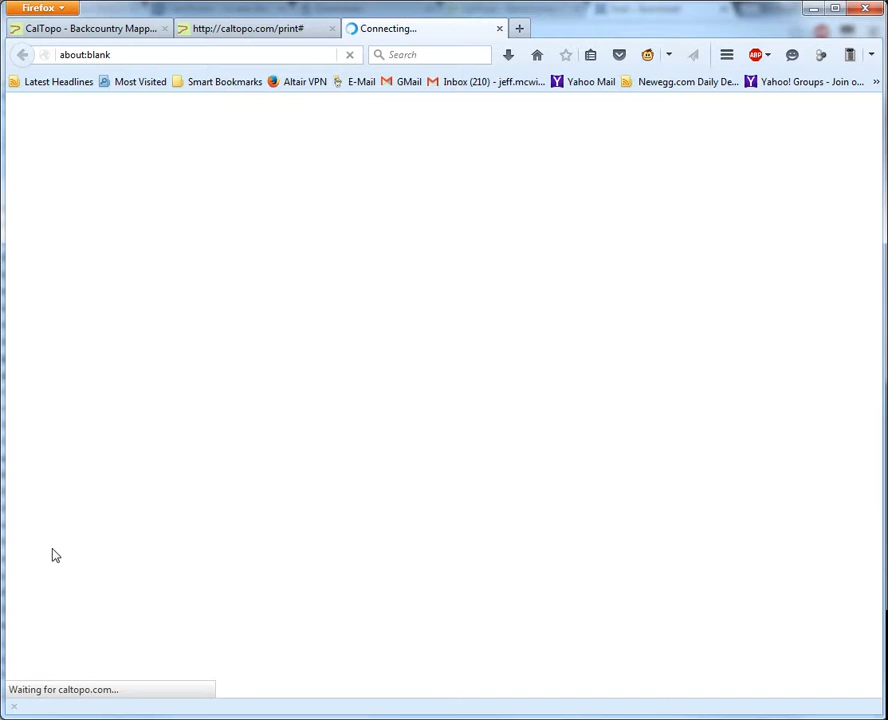 Firefox
CalTopo - Backcountry Mapp...
http://caltopo.com/print#
Connecting...
about:blank
Search
ABP
Latest Headlines
Most Visited
Smart Bookmarks
Altair VPN
E-Mail
GMail
Inbox (210) - jeff.mcwi...
Yahoo Mail
Newegg.com Daily De...
Yahoo! Groups - Join o...
Waiting for caltopo.com...